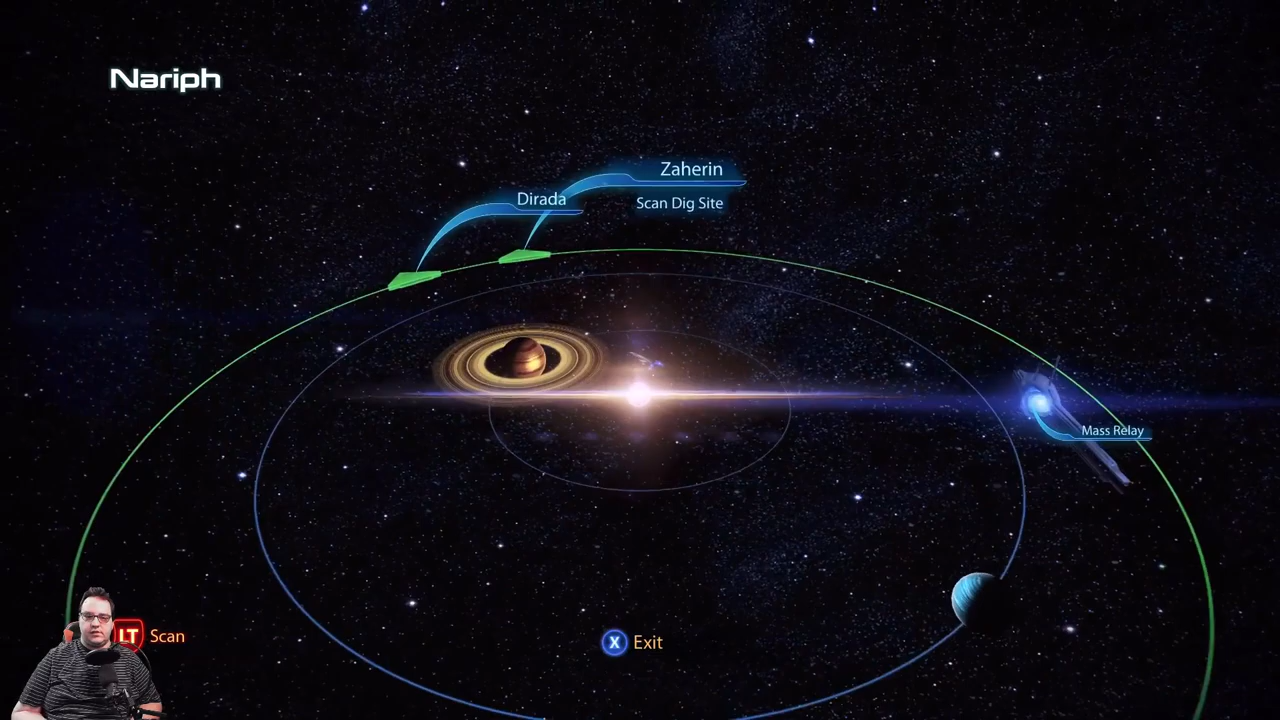 Nariph
Zaherin
Dirada
Scan Dig Site
Mass Relay
LT Scan
X Exit